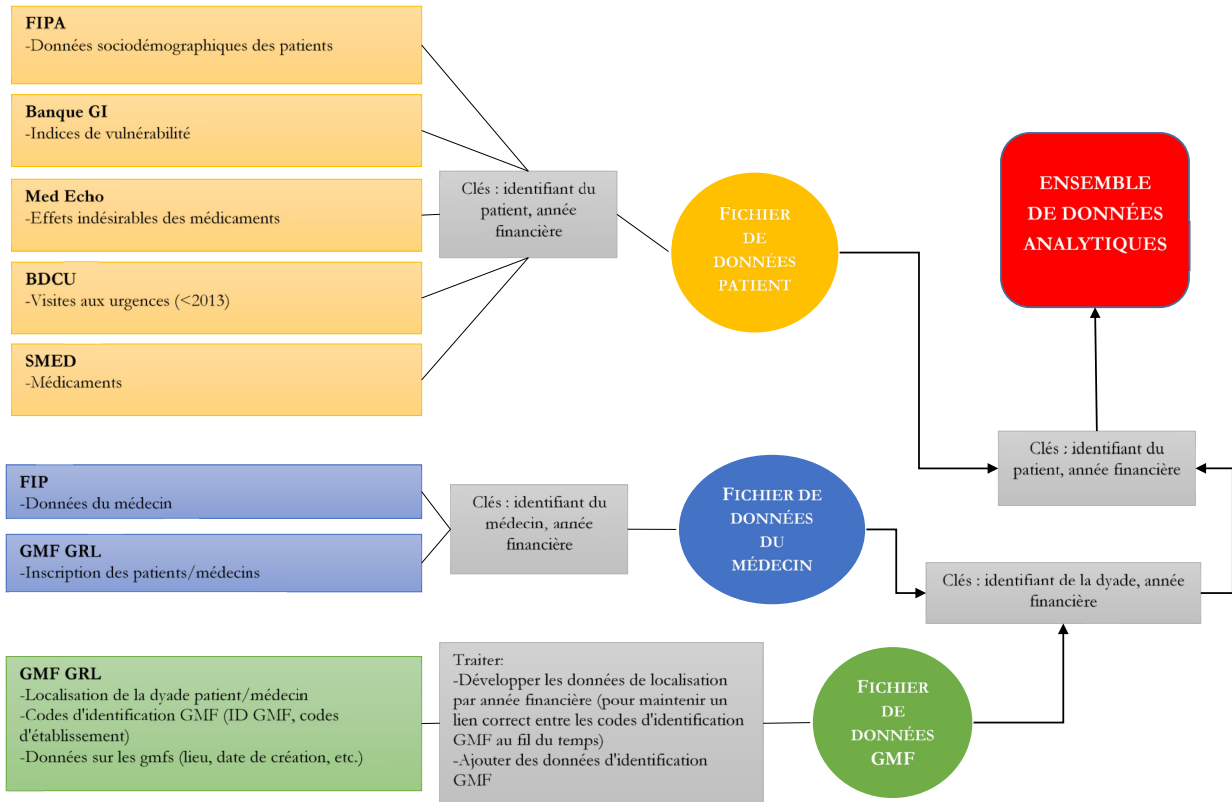 FIPA
-Données sociodémographiques des patients
Banque GI
-Indices de vulnérabilité
Med Echo
-Effets indésirables des médicaments
BDCU
-Visites aux urgences (<2013)
SMED
-Médicaments
Clés : identifiant du
patient, année
financière
FICHIER
DE
DONNÉES
PATIENT
ENSEMBLE
DE DONNÉES
ANALYTIQUES
Clés : identifiant du
patient, année financière
FIP
-Données du médecin
GMF GRL
-Inscription des patients/médecins
Clés : identifiant du
médecin, année
financière
FICHIER DE
DONNÉES
DU
MÉDECIN
Clés : identifiant de la dyade, année
financière
GMF GRL
-Localisation de la dyade patient/médecin
-Codes d'identification GMF (ID GMF, codes
d'établissement)
-Données sur les gmfs (lieu, date de création, etc.)
Traiter:
-Développer les données de localisation
par année financière (pour maintenir un
lien correct entre les codes d'identification
GMF au fil du temps)
-Ajouter des données d'identification
GMF
FICHIER
DE
DONNÉES
GMF